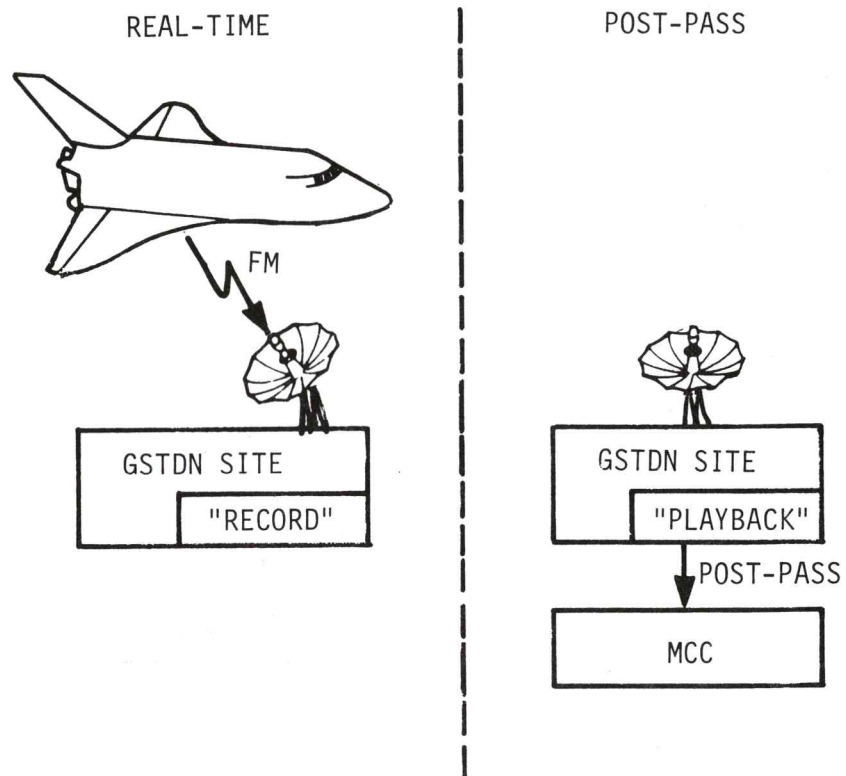 REAL-TIME
FM
GSTDN SITE
"RECORD"
POST-PASS
GSTDN SITE
"PLAYBACK"
POST-PASS
MCC